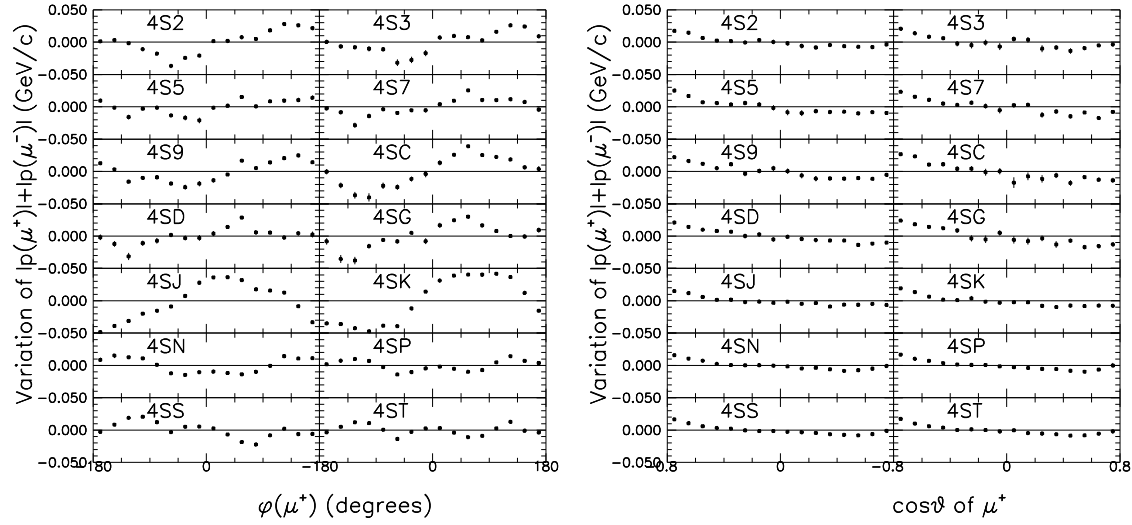 Variation of |p(μ⁺)|+|p(μ⁻)| (GeV/c)
0.000 4S2 4S3
-0.050
0.000 4S5 4S7
-0.050
0.000 4S9 4SC
-0.050
0.000 4SD 4SG
-0.050
0.000 4SJ 4SK
-0.050
0.000 4SN 4SP
-0.050
0.000 4SS 4ST
-0.050
-180 0 -180 0 180
φ(μ⁺) (degrees)
Variation of |p(μ⁺)|+|p(μ⁻)| (GeV/c)
0.000 4S2 4S3
-0.050
0.000 4S5 4S7
-0.050
0.000 4S9 4SC
-0.050
0.000 4SD 4SG
-0.050
0.000 4SJ 4SK
-0.050
0.000 4SN 4SP
-0.050
0.000 4SS 4ST
-0.050
-0.8 0 -0.8 0 0.8
cosϑ of μ⁺